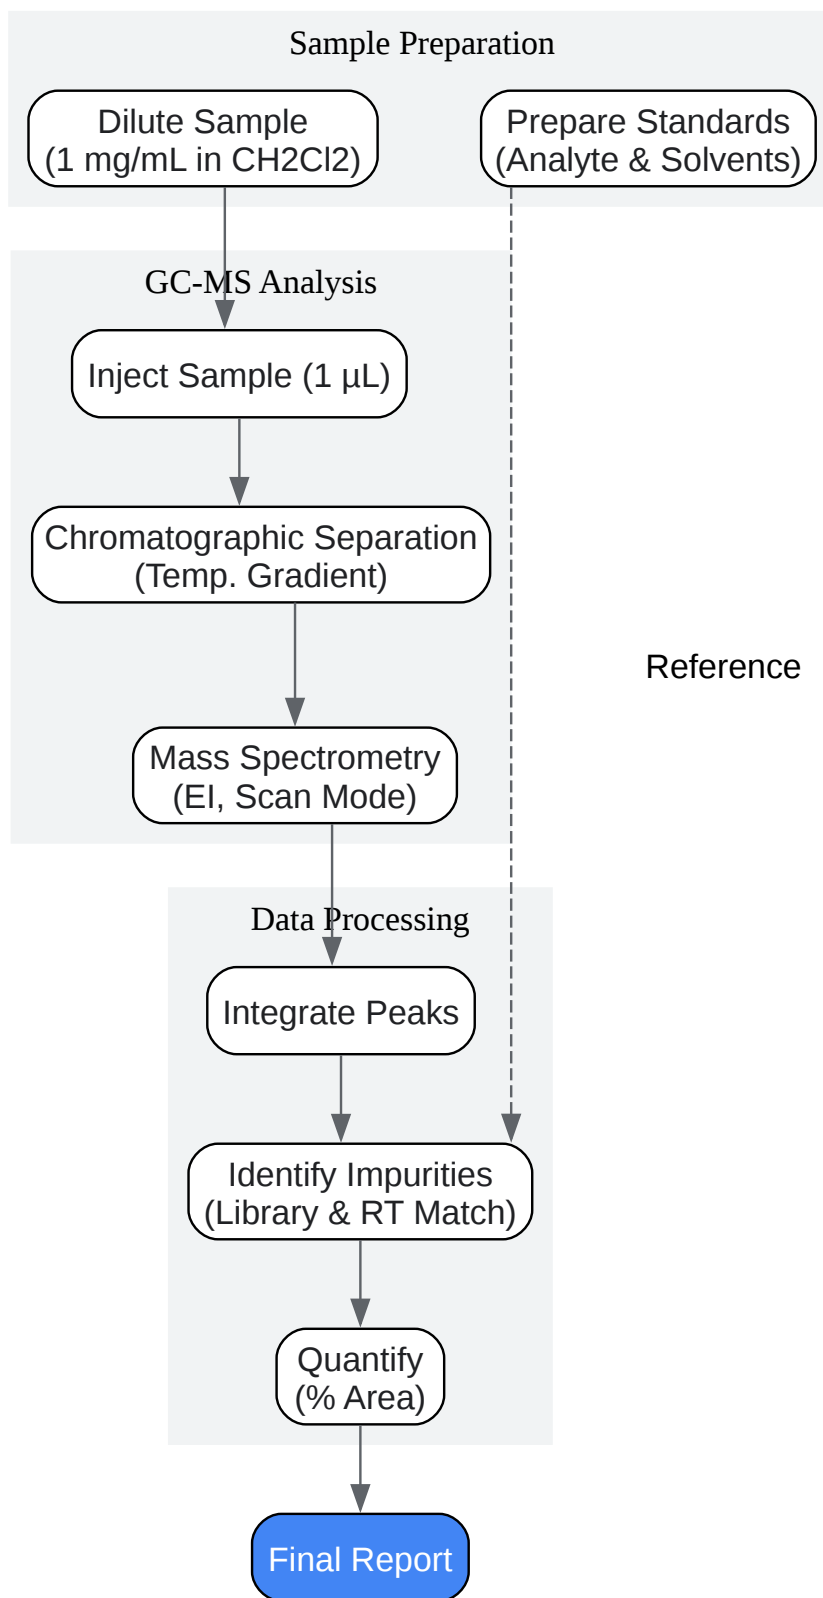 Sample Preparation
Dilute Sample
(1 mg/mL in CH2Cl2)
Prepare Standards
(Analyte & Solvents)
GC-MS Analysis
Inject Sample (1 µL)
Chromatographic Separation
(Temp. Gradient)
Reference
Mass Spectrometry
(EI, Scan Mode)
Data Processing
Integrate Peaks
Identify Impurities
(Library & RT Match)
Quantify
(% Area)
Final Report